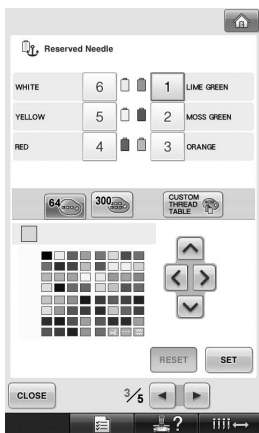 Reserved Needle
WHITE 6 1 LIME GREEN
YELLOW 5 2 MOSS GREEN
RED 4 3 ORANGE
64 300 CUSTOM
THREAD
TABLE
RESET SET
CLOSE 3/5
?